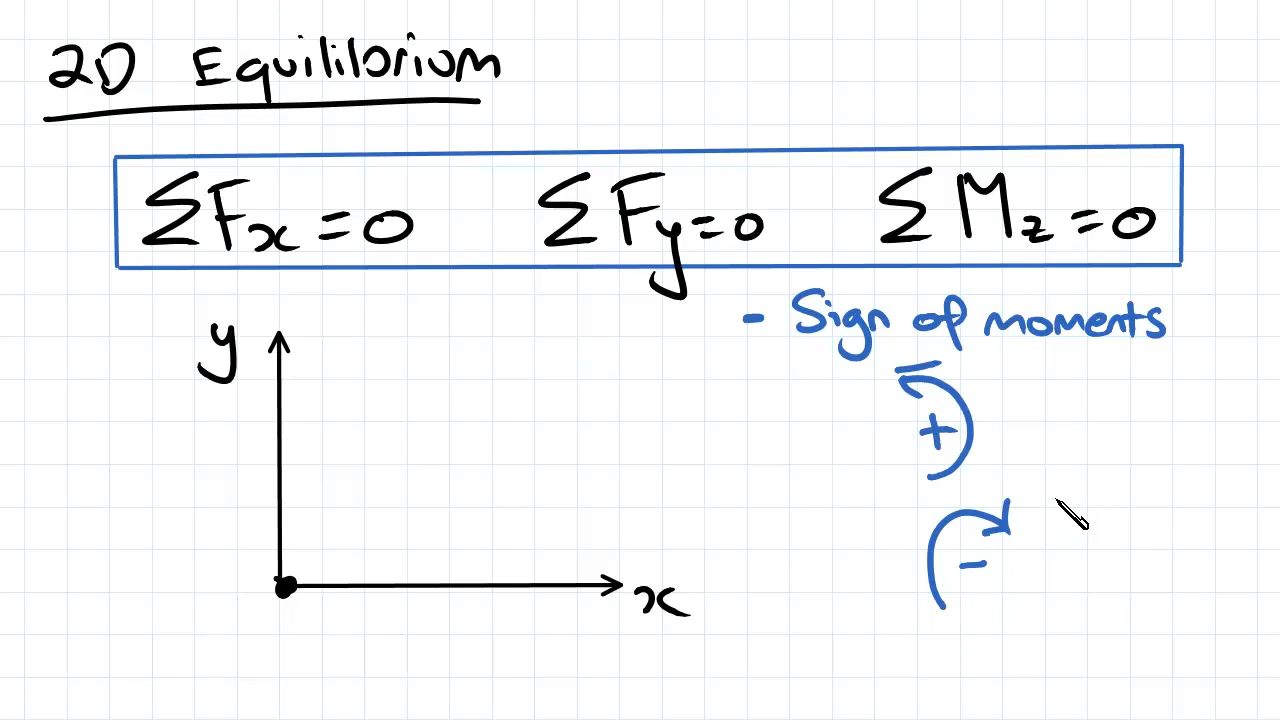 2D Equilibrium
ΣFx=0 ΣFy=0 ΣMz=0
- Sign of moments
y
+
-
x